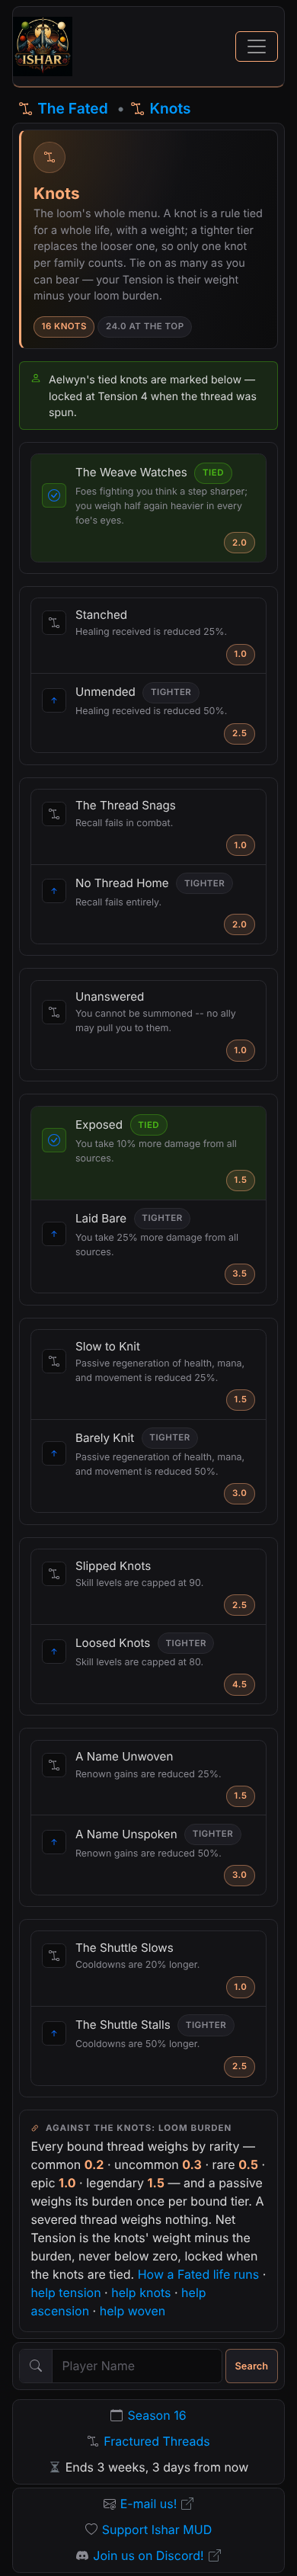 ISHAR
The Fated • Knots
Knots
The loom's whole menu. A knot is a rule tied
for a whole life, with a weight; a tighter tier
replaces the looser one, so only one knot
per family counts. Tie on as many as you
can bear — your Tension is their weight
minus your loom burden.
16 KNOTS 24.0 AT THE TOP
Aelwyn's tied knots are marked below —
locked at Tension 4 when the thread was
spun.
The Weave Watches TIED
Foes fighting you think a step sharper;
you weigh half again heavier in every
foe's eyes.
2.0
Stanched
Healing received is reduced 25%.
1.0
Unmended TIGHTER
Healing received is reduced 50%.
2.5
The Thread Snags
Recall fails in combat.
1.0
No Thread Home TIGHTER
Recall fails entirely.
2.0
Unanswered
You cannot be summoned -- no ally
may pull you to them.
1.0
Exposed TIED
You take 10% more damage from all
sources.
1.5
Laid Bare TIGHTER
You take 25% more damage from all
sources.
3.5
Slow to Knit
Passive regeneration of health, mana,
and movement is reduced 25%.
1.5
Barely Knit TIGHTER
Passive regeneration of health, mana,
and movement is reduced 50%.
3.0
Slipped Knots
Skill levels are capped at 90.
2.5
Loosed Knots TIGHTER
Skill levels are capped at 80.
4.5
A Name Unwoven
Renown gains are reduced 25%.
1.5
A Name Unspoken TIGHTER
Renown gains are reduced 50%.
3.0
The Shuttle Slows
Cooldowns are 20% longer.
1.0
The Shuttle Stalls TIGHTER
Cooldowns are 50% longer.
2.5
AGAINST THE KNOTS: LOOM BURDEN
Every bound thread weighs by rarity —
common 0.2 · uncommon 0.3 · rare 0.5 ·
epic 1.0 · legendary 1.5 — and a passive
weighs its burden once per bound tier. A
severed thread weighs nothing. Net
Tension is the knots' weight minus the
burden, never below zero, locked when
the knots are tied. How a Fated life runs ·
help tension · help knots · help
ascension · help woven
Player Name Search
Season 16
Fractured Threads
Ends 3 weeks, 3 days from now
E-mail us!
Support Ishar MUD
Join us on Discord!